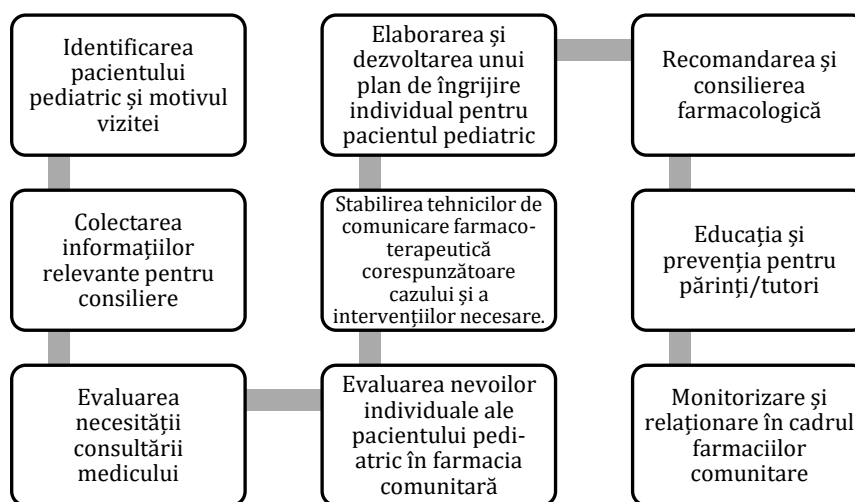 Identificarea
pacientului
pediatric și motivul
vizitei
Colectarea
informațiilor
relevante pentru
consiliere
Evaluarea
necesității
consultării
medicului
Evaluarea nevoilor
individuale ale
pacientului pedi-
atric în farmacia
comunitară
Stabilirea tehnicilor de
comunicare farmaco-
terapeutică
corespunzătoare
cazului și a
intervențiilor necesare.
Elaborarea și
dezvoltarea unui
plan de îngrijire
individual pentru
pacientul pediatric
Recomandarea și
consilierea
farmacologică
Educația și
prevenția pentru
părinți/tutori
Monitorizare și
relaționare în cadrul
farmaciilor
comunitare